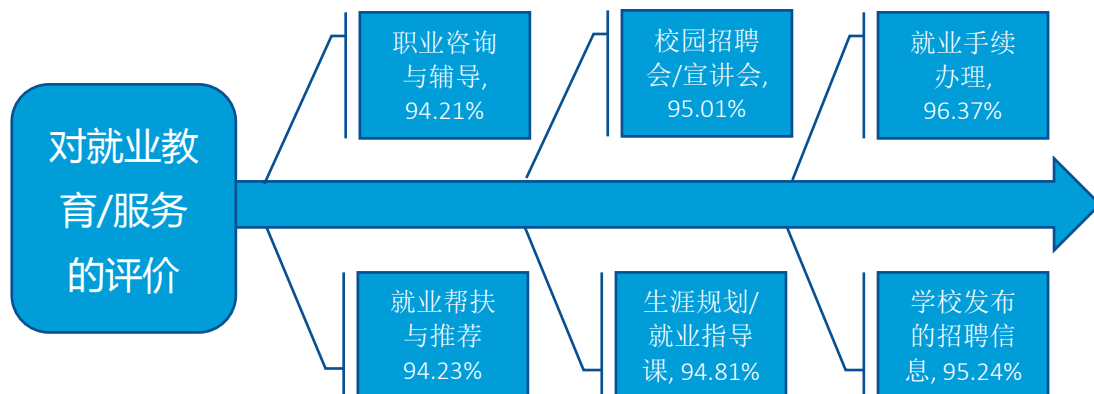 对就业教
育/服务
的评价
职业咨询
与辅导,
94.21%
校园招聘
会/宣讲会,
95.01%
就业手续
办理,
96.37%
就业帮扶
与推荐
94.23%
生涯规划/
就业指导
课, 94.81%
学校发布
的招聘信
息, 95.24%